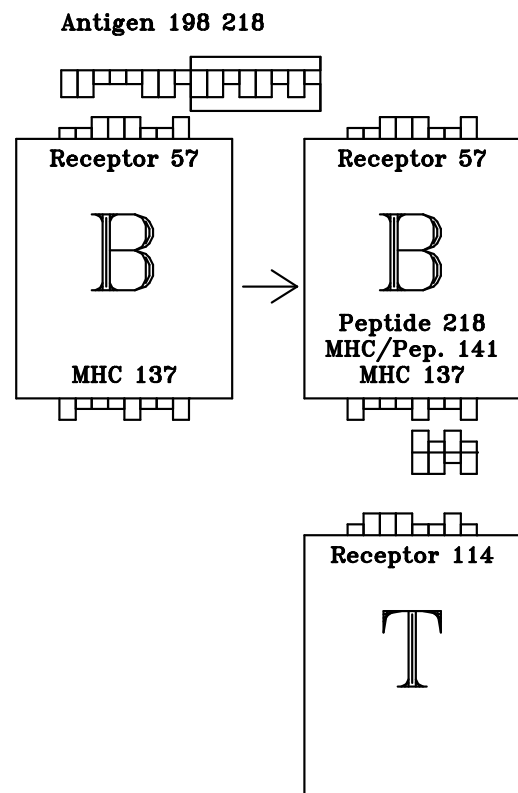 Antigen 198 218
Receptor 57
Receptor 57
B
B
Peptide 218
MHC/Pep. 141
MHC 137
MHC 137
Receptor 114
T